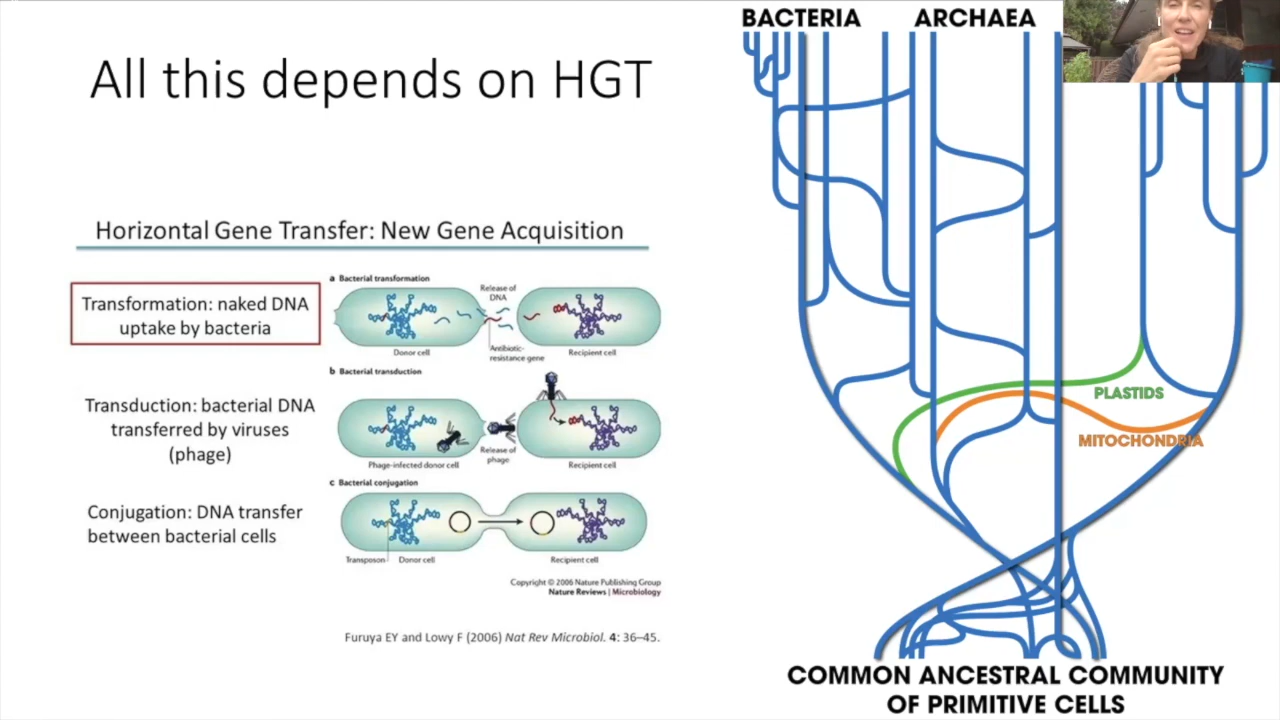 All this depends on HGT
Horizontal Gene Transfer: New Gene Acquisition
Transformation: naked DNA
uptake by bacteria
a Bacterial transformation
Release of
DNA
Donor cell
Antibiotic-
resistance gene
Recipient cell
Transduction: bacterial DNA
transferred by viruses
(phage)
b Bacterial transduction
Phage-infected donor cell
Release of
phage
Recipient cell
Conjugation: DNA transfer
between bacterial cells
c Bacterial conjugation
Transposon
Donor cell
Recipient cell
Copyright © 2006 Nature Publishing Group
Nature Reviews | Microbiology
Furuya EY and Lowy F (2006) Nat Rev Microbiol. 4: 36–45.
BACTERIA
ARCHAEA
PLASTIDS
MITOCHONDRIA
COMMON ANCESTRAL COMMUNITY
OF PRIMITIVE CELLS